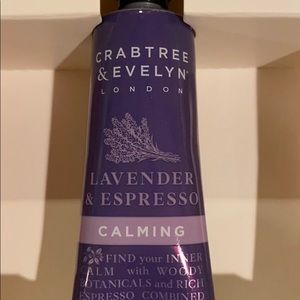 CRABTREE
& EVELYN®
LONDON
LAVENDER
& ESPRESSO
CALMING
FIND your INNER
CALM with WOODY
BOTANICALS and RICH
ESPRESSO COMBINED